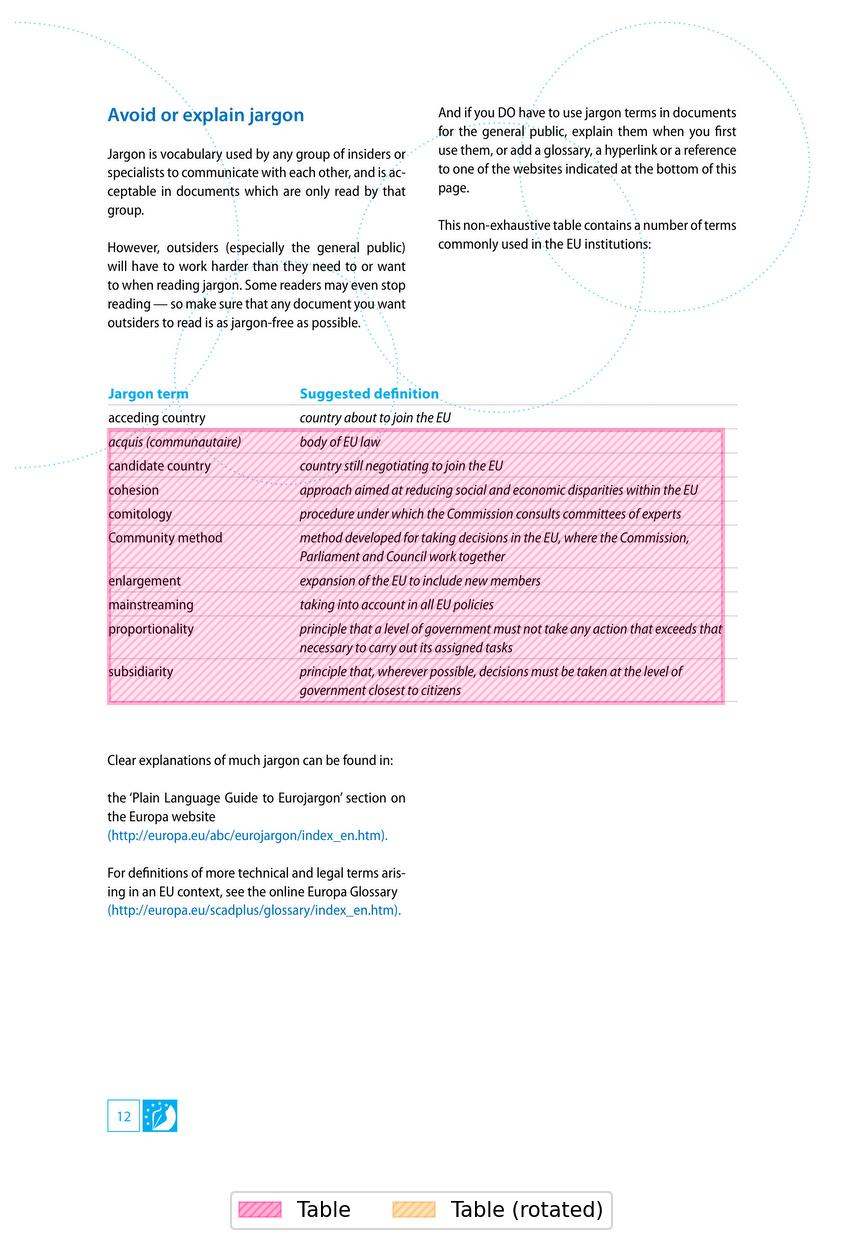 Avoid or explain jargon
Jargon is vocabulary used by any group of insiders or
specialists to communicate with each other, and is ac-
ceptable in documents which are only read by that
group.
However, outsiders (especially the general public)
will have to work harder than they need to or want
to when reading jargon. Some readers may even stop
reading — so make sure that any document you want
outsiders to read is as jargon-free as possible.
And if you DO have to use jargon terms in documents
for the general public, explain them when you first
use them, or add a glossary, a hyperlink or a reference
to one of the websites indicated at the bottom of this
page.
This non-exhaustive table contains a number of terms
commonly used in the EU institutions:
Jargon term Suggested definition
acceding country country about to join the EU
acquis (communautaire) body of EU law
candidate country country still negotiating to join the EU
cohesion approach aimed at reducing social and economic disparities within the EU
comitology procedure under which the Commission consults committees of experts
Community method method developed for taking decisions in the EU, where the Commission,
Parliament and Council work together
enlargement expansion of the EU to include new members
mainstreaming taking into account in all EU policies
proportionality principle that a level of government must not take any action that exceeds that
necessary to carry out its assigned tasks
subsidiarity principle that, wherever possible, decisions must be taken at the level of
government closest to citizens
Clear explanations of much jargon can be found in:
the ‘Plain Language Guide to Eurojargon’ section on
the Europa website
(http://europa.eu/abc/eurojargon/index_en.htm).
For definitions of more technical and legal terms aris-
ing in an EU context, see the online Europa Glossary
(http://europa.eu/scadplus/glossary/index_en.htm).
12
Table Table (rotated)